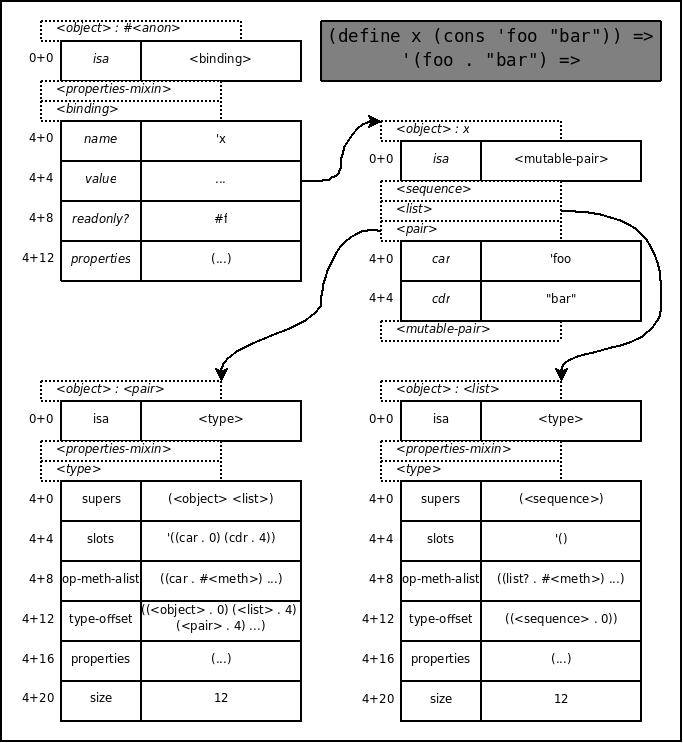 (define x (cons 'foo "bar")) =>
'(foo . "bar") =>
<object> : #<anon>
0+0 isa <binding>
<properties-mixin>
<binding>
4+0 name 'x
4+4 value ...
4+8 readonly? #f
4+12 properties (...)
<object> : x
0+0 isa <mutable-pair>
<sequence>
<list>
<pair>
4+0 car 'foo
4+4 cdr "bar"
<mutable-pair>
<object> : <pair>
0+0 isa <type>
<properties-mixin>
<type>
4+0 supers (<object> <list>)
4+4 slots '((car . 0) (cdr . 4))
4+8 op-meth-alist ((car . #<meth>) ...)
4+12 type-offset ((<object> . 0) (<list> . 4)
(<pair> . 4) ...)
4+16 properties (...)
4+20 size 12
<object> : <list>
0+0 isa <type>
<properties-mixin>
<type>
4+0 supers (<sequence>)
4+4 slots '()
4+8 op-meth-alist ((list? . #<meth>) ...)
4+12 type-offset ((<sequence> . 0))
4+16 properties (...)
4+20 size 12